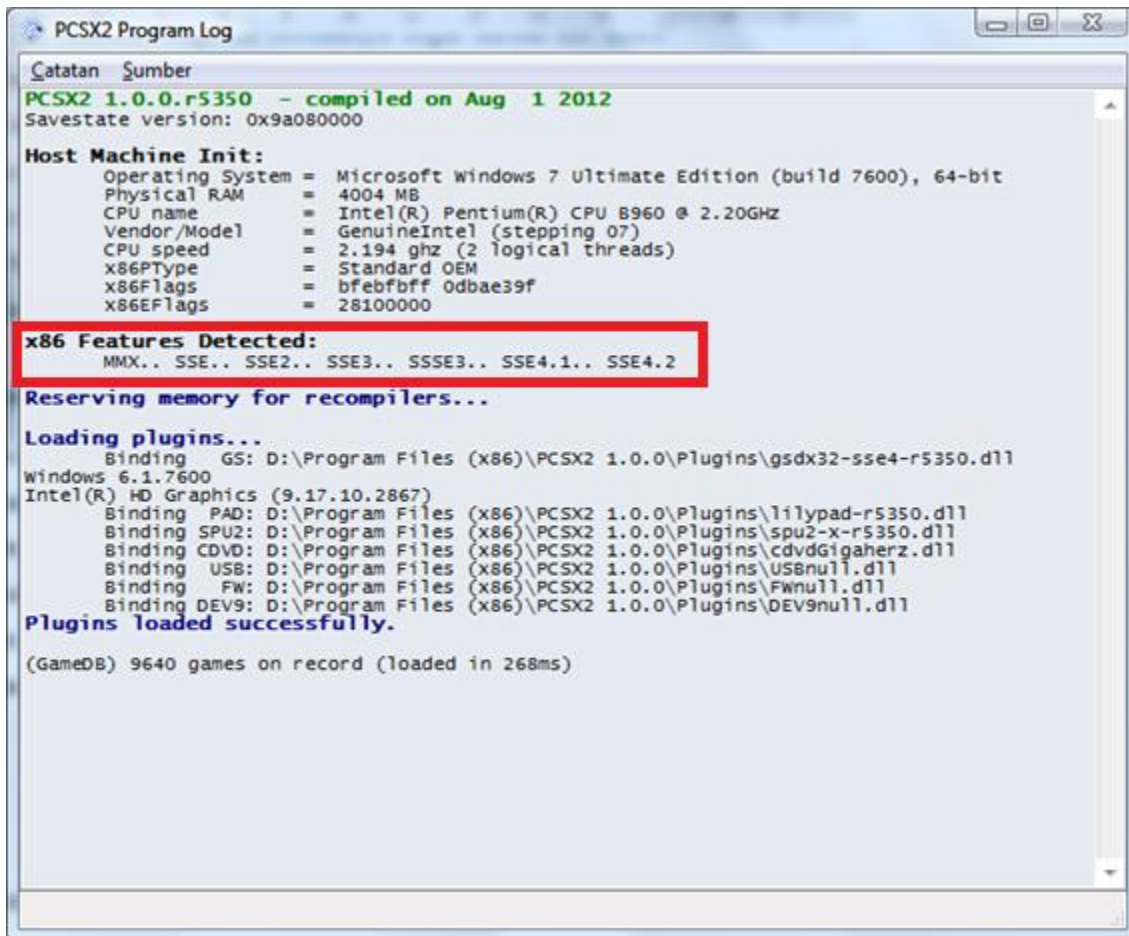 PCSX2 Program Log
Catatan Sumber
PCSX2 1.0.0.r5350 - compiled on Aug 1 2012
Savestate version: 0x9a080000
Host Machine Init:
Operating System = Microsoft Windows 7 Ultimate Edition (build 7600), 64-bit
Physical RAM = 4004 MB
CPU name = Intel(R) Pentium(R) CPU B960 @ 2.20GHz
Vendor/Model = GenuineIntel (stepping 07)
CPU speed = 2.194 ghz (2 logical threads)
x86PType = Standard OEM
x86Flags = bfebfbff 0dbae39f
x86EFlags = 28100000
x86 Features Detected:
MMX.. SSE.. SSE2.. SSE3.. SSSE3.. SSE4.1.. SSE4.2
Reserving memory for recompilers...
Loading plugins...
Binding GS: D:\Program Files (x86)\PCSX2 1.0.0\Plugins\gsdx32-sse4-r5350.dll
Windows 6.1.7600
Intel(R) HD Graphics (9.17.10.2867)
Binding PAD: D:\Program Files (x86)\PCSX2 1.0.0\Plugins\lilypad-r5350.dll
Binding SPU2: D:\Program Files (x86)\PCSX2 1.0.0\Plugins\spu2-x-r5350.dll
Binding CDVD: D:\Program Files (x86)\PCSX2 1.0.0\Plugins\cdvdGigaherz.dll
Binding USB: D:\Program Files (x86)\PCSX2 1.0.0\Plugins\USBnull.dll
Binding FW: D:\Program Files (x86)\PCSX2 1.0.0\Plugins\FWnull.dll
Binding DEV9: D:\Program Files (x86)\PCSX2 1.0.0\Plugins\DEV9null.dll
Plugins loaded successfully.
(GameDB) 9640 games on record (loaded in 268ms)